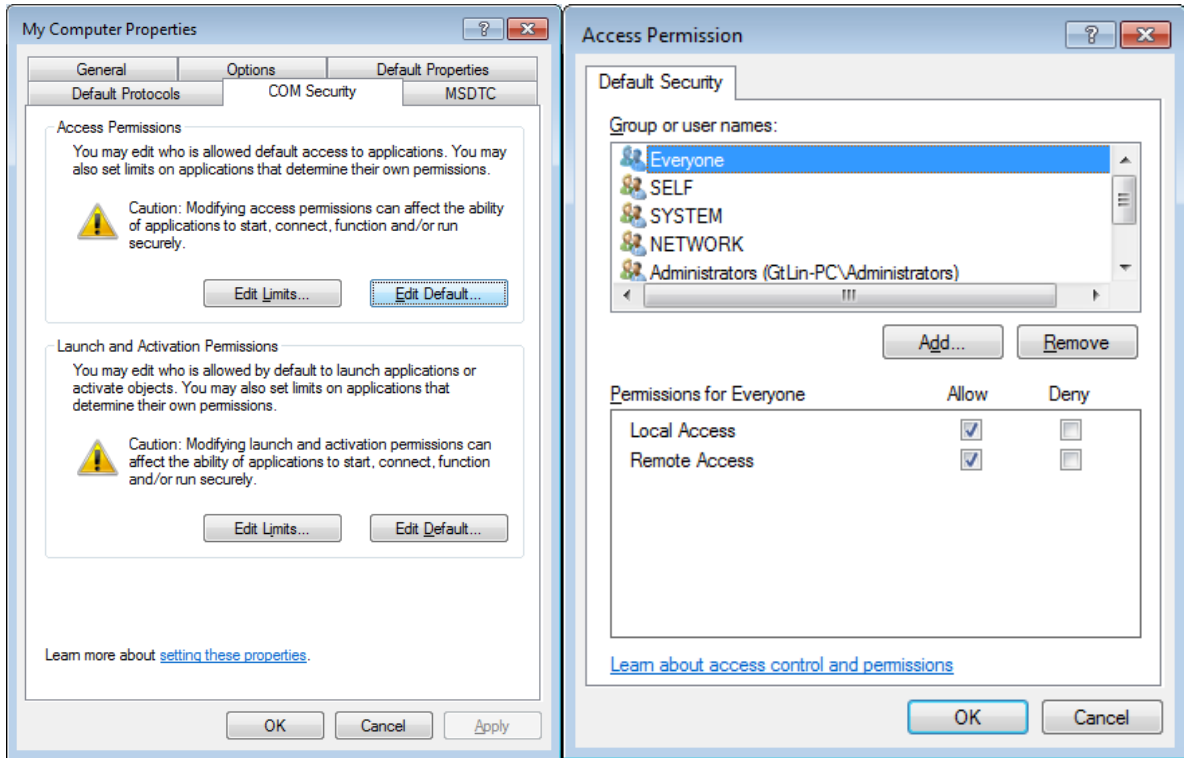 My Computer Properties
General Options Default Properties
Default Protocols COM Security MSDTC
Access Permissions
You may edit who is allowed default access to applications. You may
also set limits on applications that determine their own permissions.
Caution: Modifying access permissions can affect the ability
of applications to start, connect, function and/or run
securely.
Edit Limits... Edit Default...
Launch and Activation Permissions
You may edit who is allowed by default to launch applications or
activate objects. You may also set limits on applications that
determine their own permissions.
Caution: Modifying launch and activation permissions can
affect the ability of applications to start, connect, function
and/or run securely.
Edit Limits... Edit Default...
Learn more about setting these properties.
OK Cancel Apply
Access Permission
Default Security
Group or user names:
Everyone
SELF
SYSTEM
NETWORK
Administrators (GtLin-PC\Administrators)
Add... Remove
Permissions for Everyone Allow Deny
Local Access
Remote Access
Learn about access control and permissions
OK Cancel